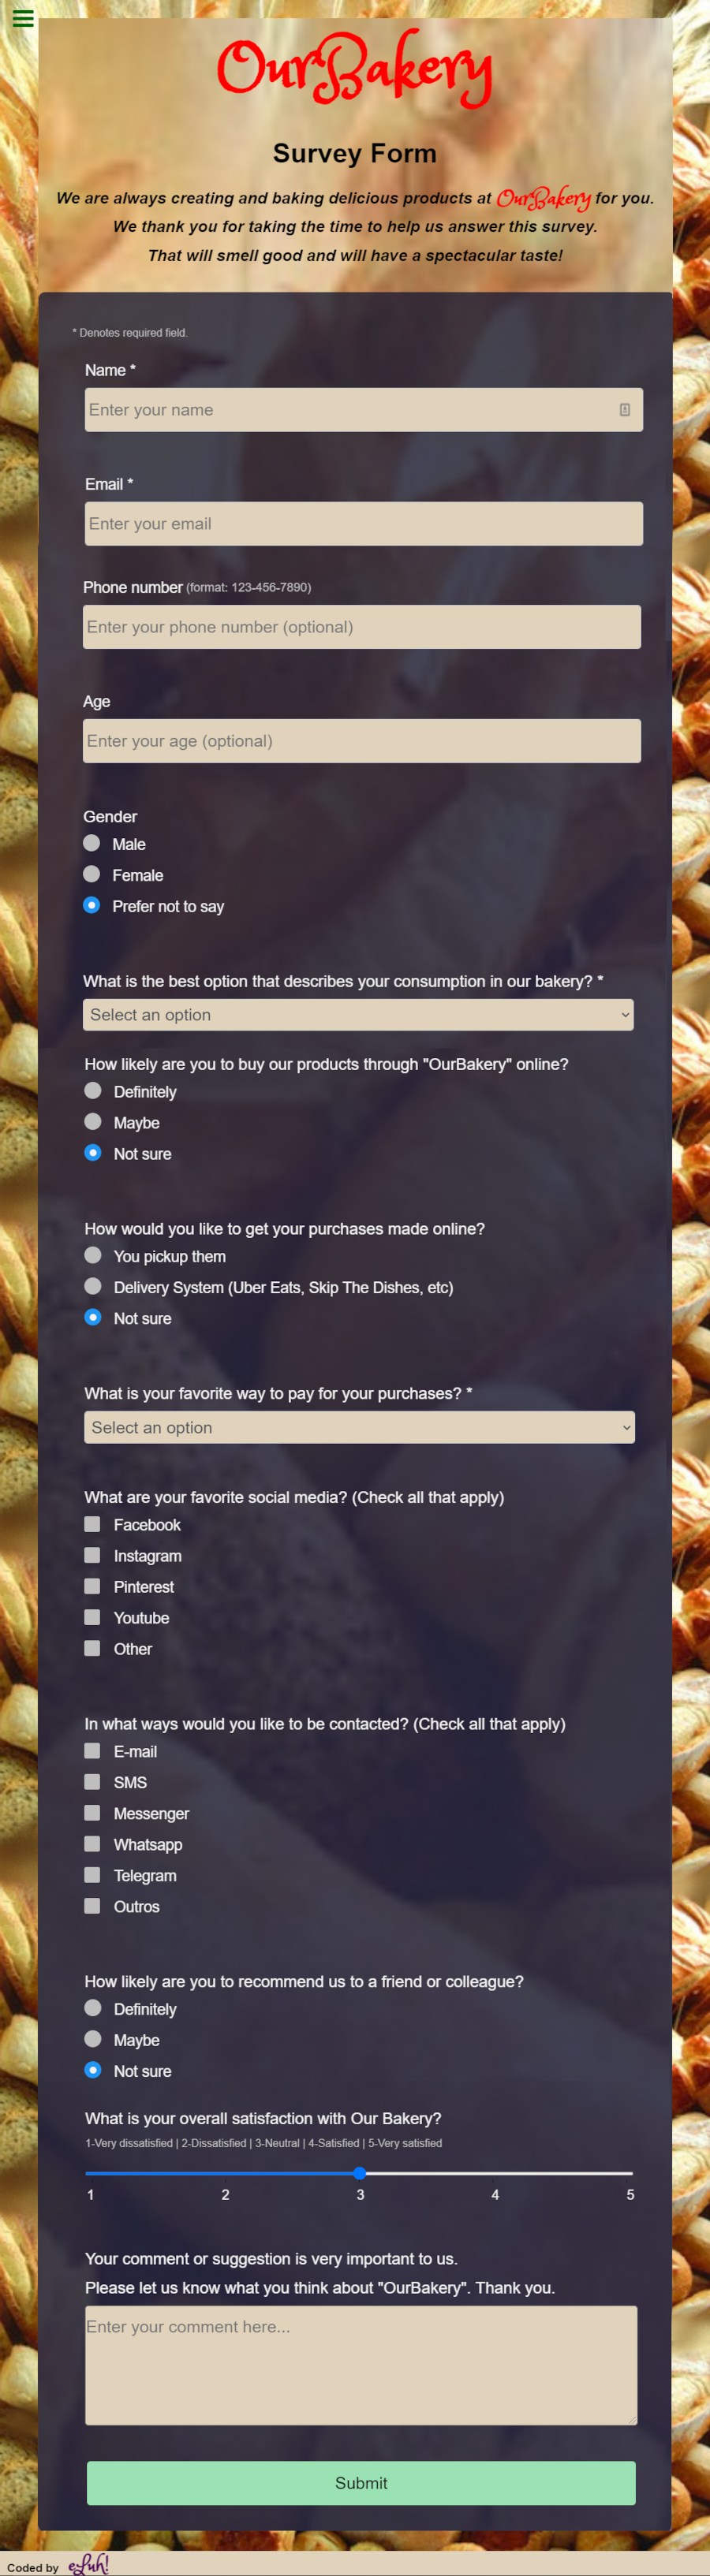 OurBakery
Survey Form
We are always creating and baking delicious products at OurBakery for you.
We thank you for taking the time to help us answer this survey.
That will smell good and will have a spectacular taste!
* Denotes required field.
Name *
Enter your name
Email *
Enter your email
Phone number (format: 123-456-7890)
Enter your phone number (optional)
Age
Enter your age (optional)
Gender
Male
Female
Prefer not to say
What is the best option that describes your consumption in our bakery? *
Select an option
How likely are you to buy our products through "OurBakery" online?
Definitely
Maybe
Not sure
How would you like to get your purchases made online?
You pickup them
Delivery System (Uber Eats, Skip The Dishes, etc)
Not sure
What is your favorite way to pay for your purchases? *
Select an option
What are your favorite social media? (Check all that apply)
Facebook
Instagram
Pinterest
Youtube
Other
In what ways would you like to be contacted? (Check all that apply)
E-mail
SMS
Messenger
Whatsapp
Telegram
Outros
How likely are you to recommend us to a friend or colleague?
Definitely
Maybe
Not sure
What is your overall satisfaction with Our Bakery?
1-Very dissatisfied | 2-Dissatisfied | 3-Neutral | 4-Satisfied | 5-Very satisfied
1 2 3 4 5
Your comment or suggestion is very important to us.
Please let us know what you think about "OurBakery". Thank you.
Enter your comment here...
Submit
Coded by eLuh!